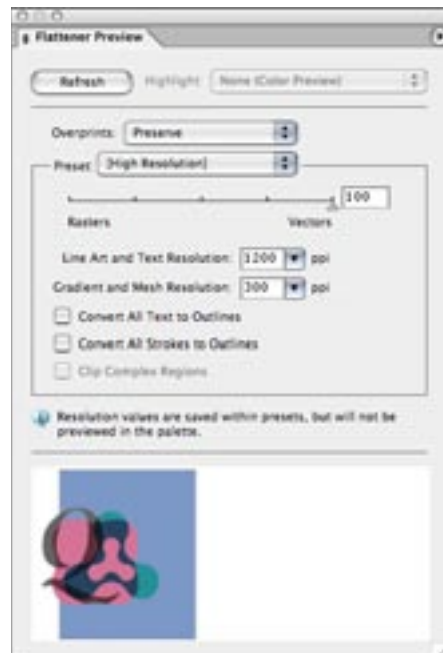 Flattener Preview
Refresh Highlight: None (Color Preview)
Overprints: Preserve
Preset: [High Resolution]
100
Rasters Vectors
Line Art and Text Resolution: 1200 ppi
Gradient and Mesh Resolution: 300 ppi
Convert All Text to Outlines
Convert All Strokes to Outlines
Clip Complex Regions
Resolution values are saved within presets, but will not be
previewed in the palette.
Q